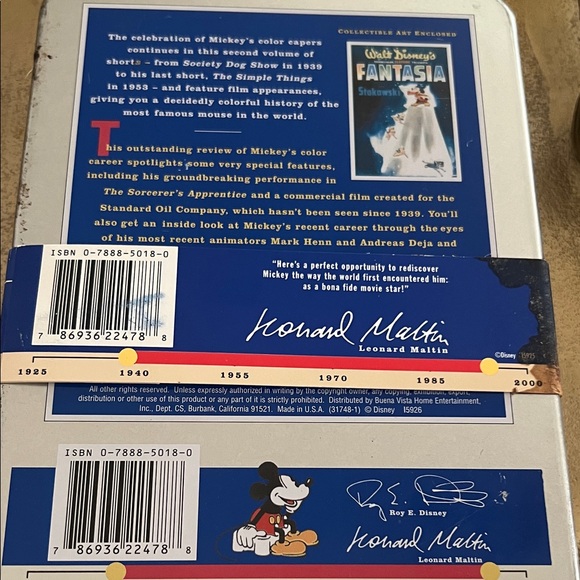 The celebration of Mickey's color capers
continues in this second volume of
shorts – from Society Dog Show in 1939
to his last short, The Simple Things
in 1953 – and feature film appearances,
giving you a decidedly colorful history of the
most famous mouse in the world.
Collectible Art Enclosed
Walt Disney's
FANTASIA
Stokowski
This outstanding review of Mickey's color
career spotlights some very special features,
including his groundbreaking performance in
The Sorcerer's Apprentice and a commercial film created for the
Standard Oil Company, which hasn't been seen since 1939. You'll
also get an inside look at Mickey's recent career through the eyes
of his most recent animators Mark Henn and Andreas Deja and
ISBN 0-7888-5018-0
7 86936 22478 8
"Here's a perfect opportunity to rediscover
Mickey the way the world first encountered him:
as a bona fide movie star!"
Leonard Maltin
Leonard Maltin
©Disney 15925
1925 1940 1955 1970 1985 2000
All other rights reserved. Unless expressly authorized in writing by the copyright owner, any copying, exhibition, export,
distribution or other use of this product or any part of it is strictly prohibited. Distributed by Buena Vista Home Entertainment,
Inc., Dept. CS, Burbank, California 91521. Made in U.S.A. (31748-1) © Disney I5926
ISBN 0-7888-5018-0
7 86936 22478 8
Roy E. Disney
Roy E. Disney
Leonard Maltin
Leonard Maltin